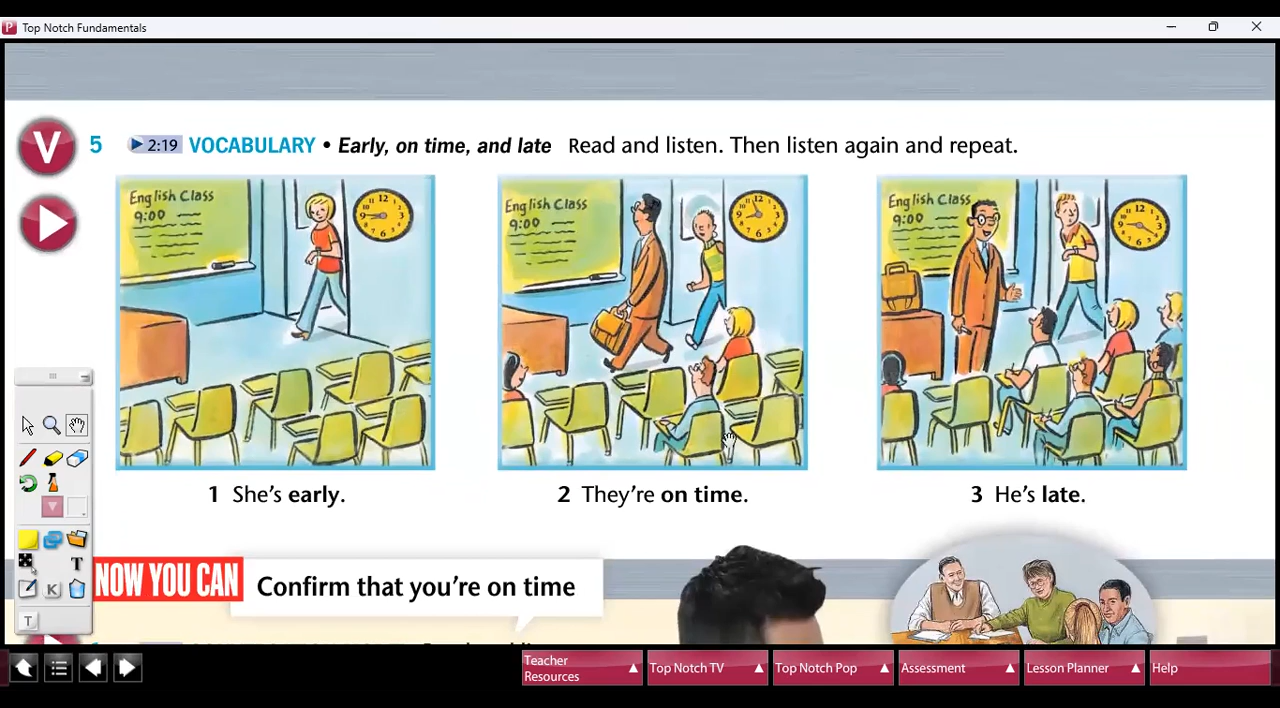 Top Notch Fundamentals
V
5 2:19 VOCABULARY • Early, on time, and late Read and listen. Then listen again and repeat.
English Class
9:00
English Class
9:00
English Class
9:00
1 She's early.
2 They're on time.
3 He's late.
NOW YOU CAN Confirm that you're on time
T
K
T
Teacher Resources
Top Notch TV
Top Notch Pop
Assessment
Lesson Planner
Help